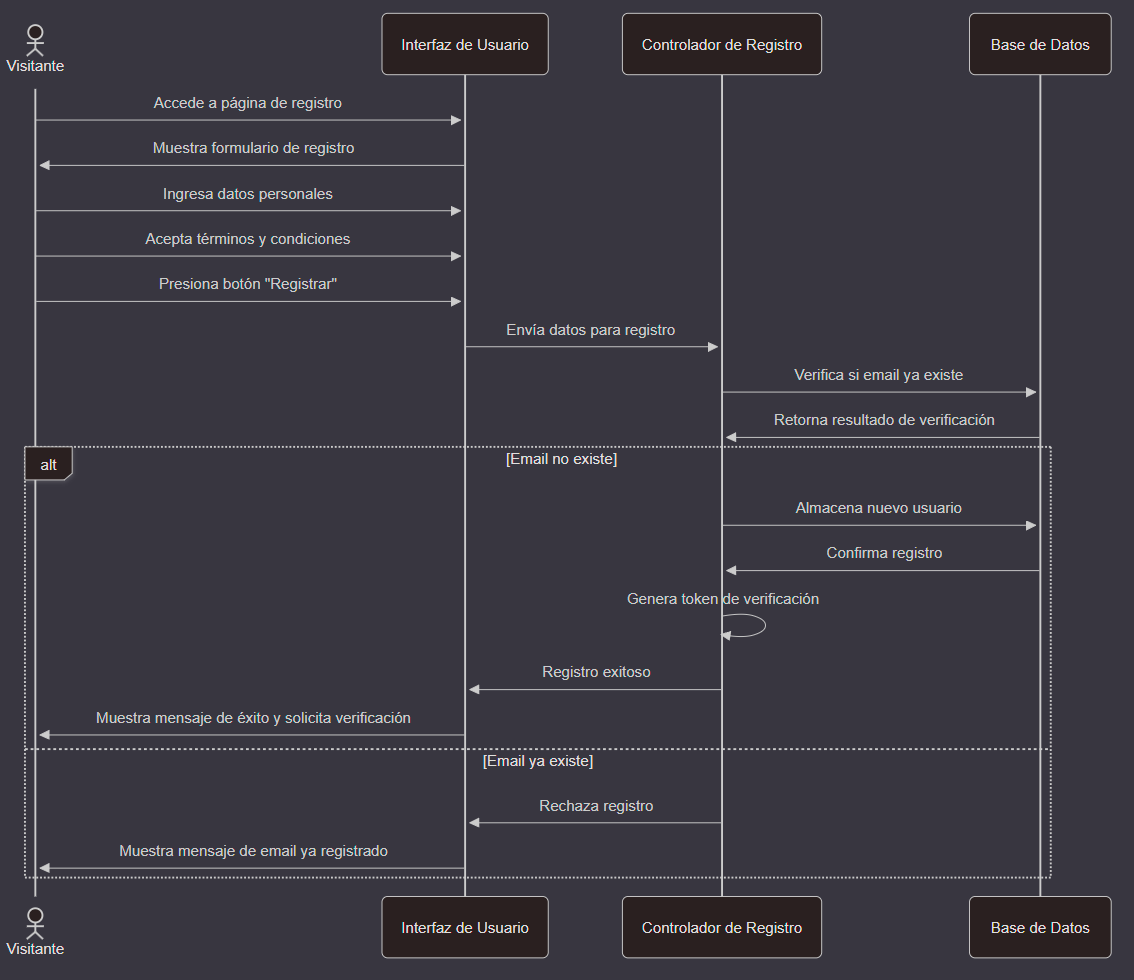 Visitante
Interfaz de Usuario
Controlador de Registro
Base de Datos
Accede a página de registro
Muestra formulario de registro
Ingresa datos personales
Acepta términos y condiciones
Presiona botón "Registrar"
Envía datos para registro
Verifica si email ya existe
Retorna resultado de verificación
alt
[Email no existe]
Almacena nuevo usuario
Confirma registro
Genera token de verificación
Registro exitoso
Muestra mensaje de éxito y solicita verificación
[Email ya existe]
Rechaza registro
Muestra mensaje de email ya registrado
Visitante
Interfaz de Usuario
Controlador de Registro
Base de Datos